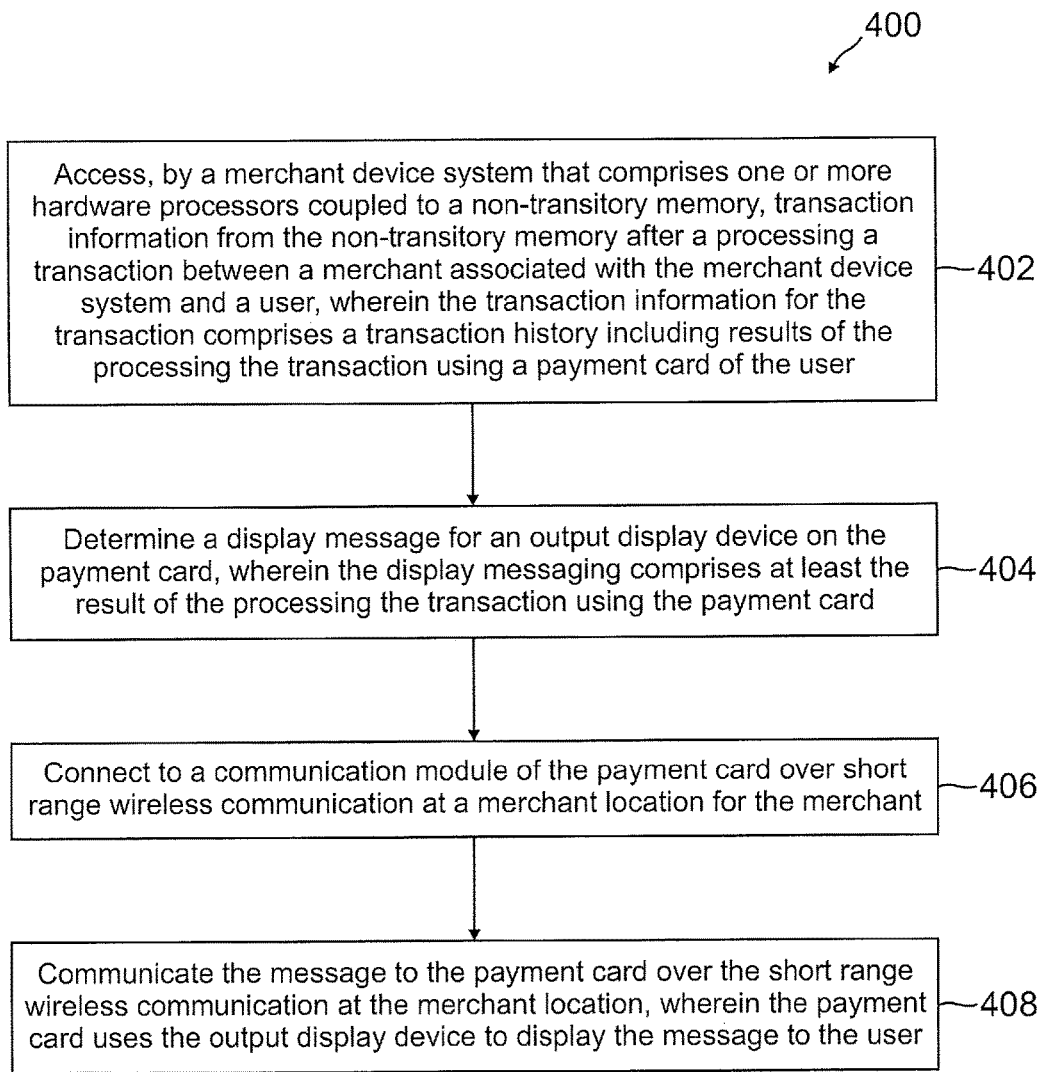 400
Access, by a merchant device system that comprises one or more
hardware processors coupled to a non-transitory memory, transaction
information from the non-transitory memory after a processing a
transaction between a merchant associated with the merchant device
system and a user, wherein the transaction information for the
transaction comprises a transaction history including results of the
processing the transaction using a payment card of the user
402
Determine a display message for an output display device on the
payment card, wherein the display messaging comprises at least the
result of the processing the transaction using the payment card
404
Connect to a communication module of the payment card over short
range wireless communication at a merchant location for the merchant
406
Communicate the message to the payment card over the short range
wireless communication at the merchant location, wherein the payment
card uses the output display device to display the message to the user
408